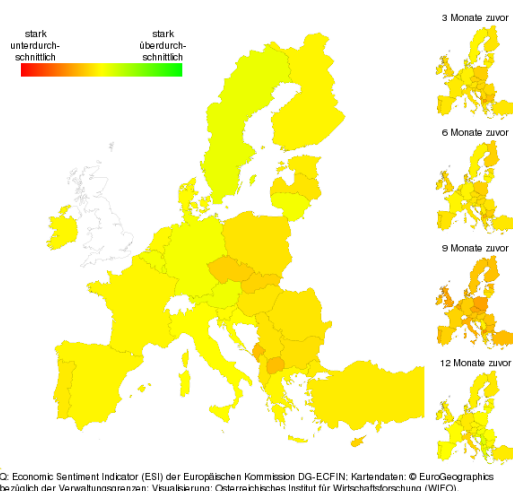 stark
unterdurch-
schnittlich
stark
überdurch-
schnittlich
3 Monate zuvor
6 Monate zuvor
9 Monate zuvor
12 Monate zuvor
Q: Economic Sentiment Indicator (ESI) der Europäischen Kommission DG-ECFIN; Kartendaten: © EuroGeographics
bezüglich der Verwaltungsgrenzen; Visualisierung: Österreichisches Institut für Wirtschaftsforschung (WIFO)